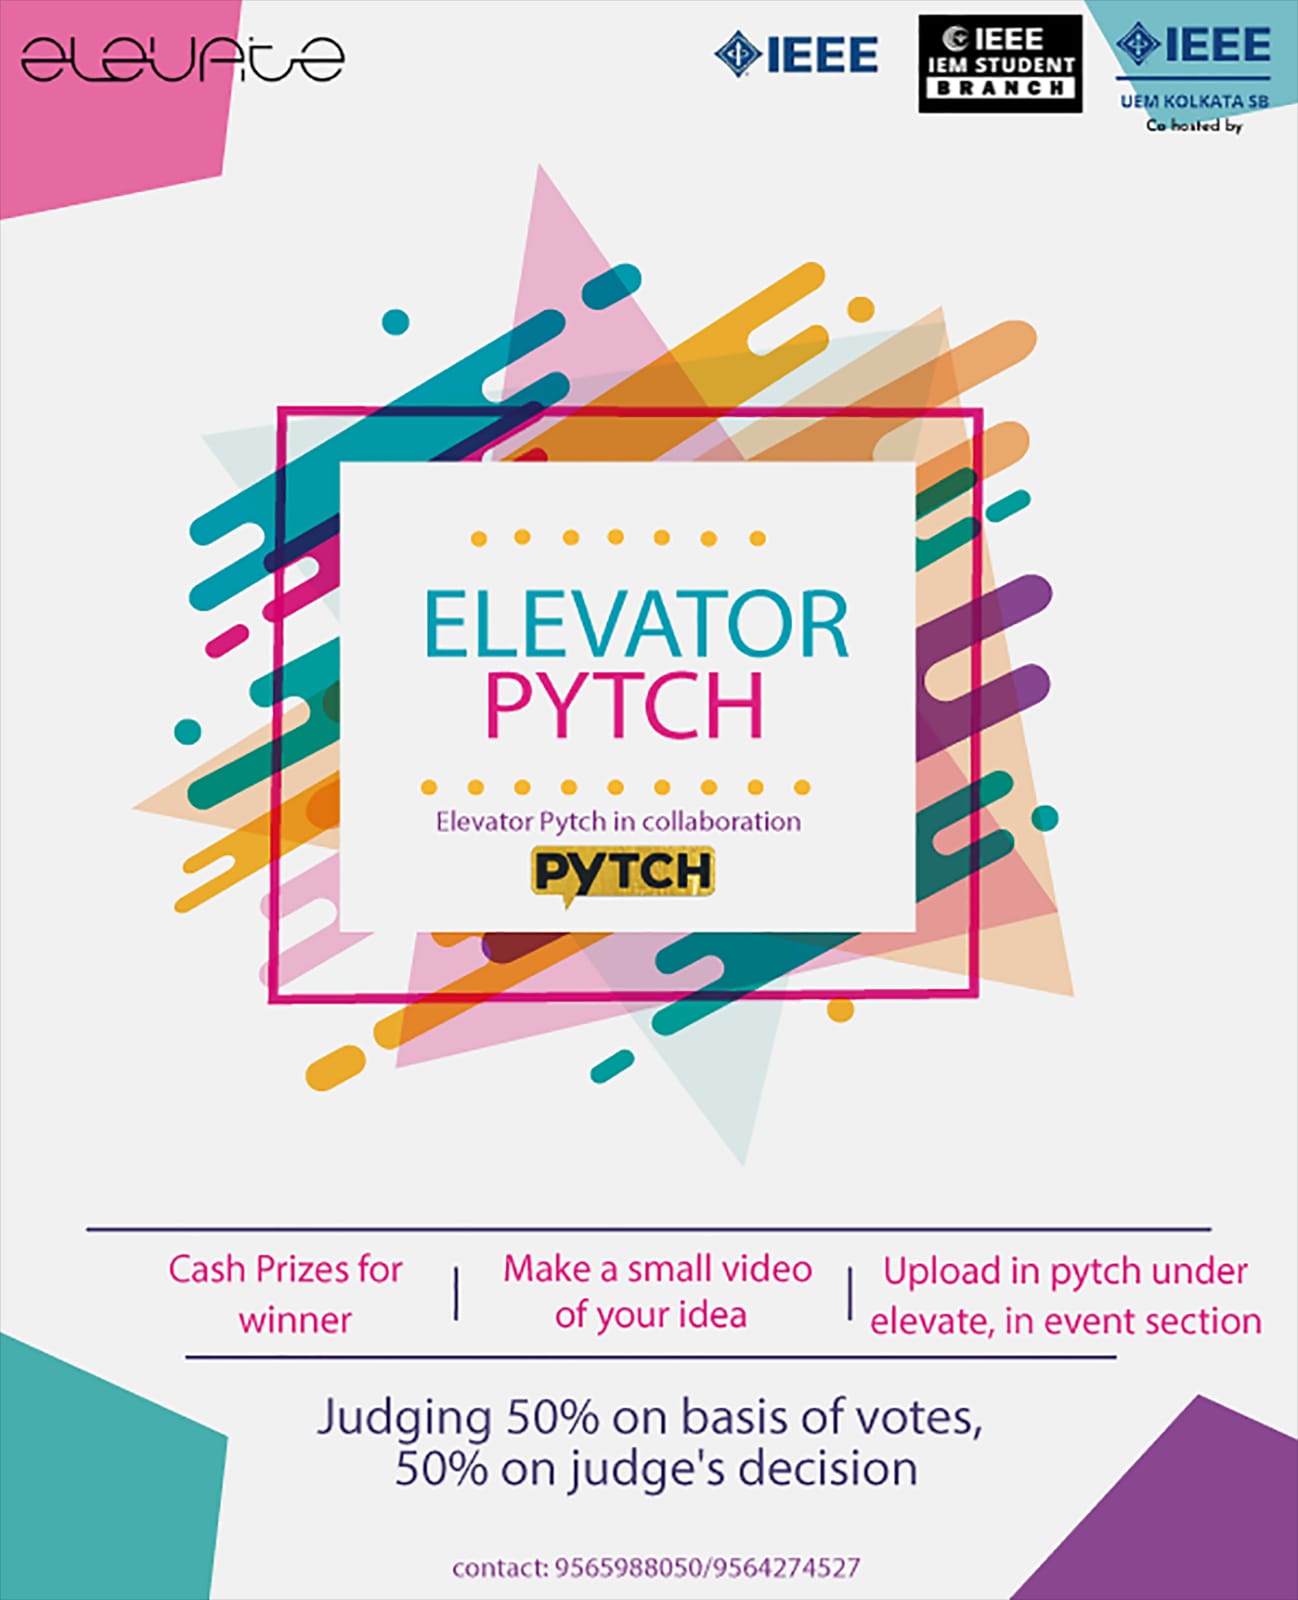 elevate
IEEE
IEEE
IEM STUDENT
BRANCH
IEEE
UEM KOLKATA SB
Co hosted by
ELEVATOR
PYTCH
Elevator Pytch in collaboration
PYTCH
Cash Prizes for
winner
Make a small video
of your idea
Upload in pytch under
elevate, in event section
Judging 50% on basis of votes,
50% on judge's decision
contact: 9565988050/9564274527